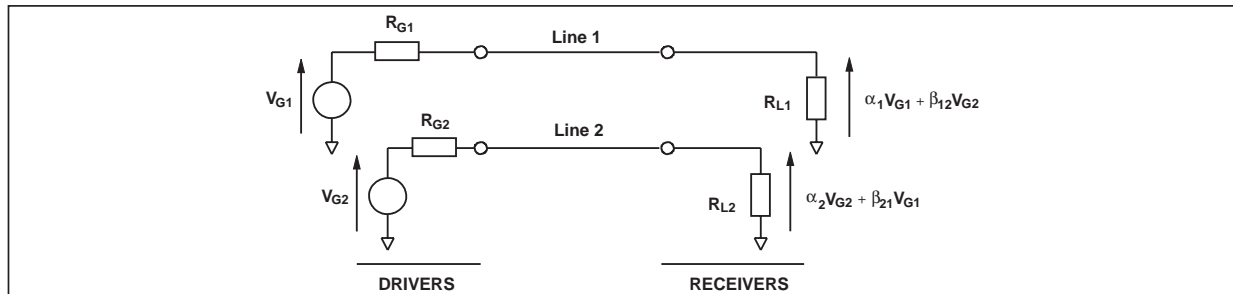 RG1
Line 1
VG1
RL1
α1VG1 + β12VG2
RG2
Line 2
VG2
RL2
α2VG2 + β21VG1
DRIVERS
RECEIVERS